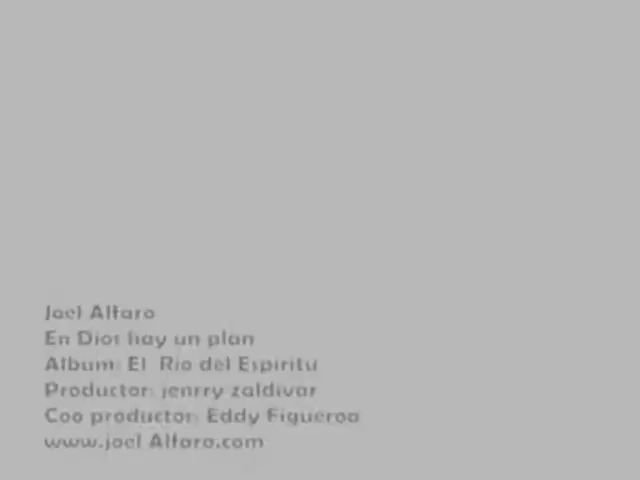 Joel Alfaro
En Dios hay un plan
Album: El Rio del Espiritu
Productor: jenrry zaldivar
Coo productor: Eddy Figueroa
www.joel Alfaro.com